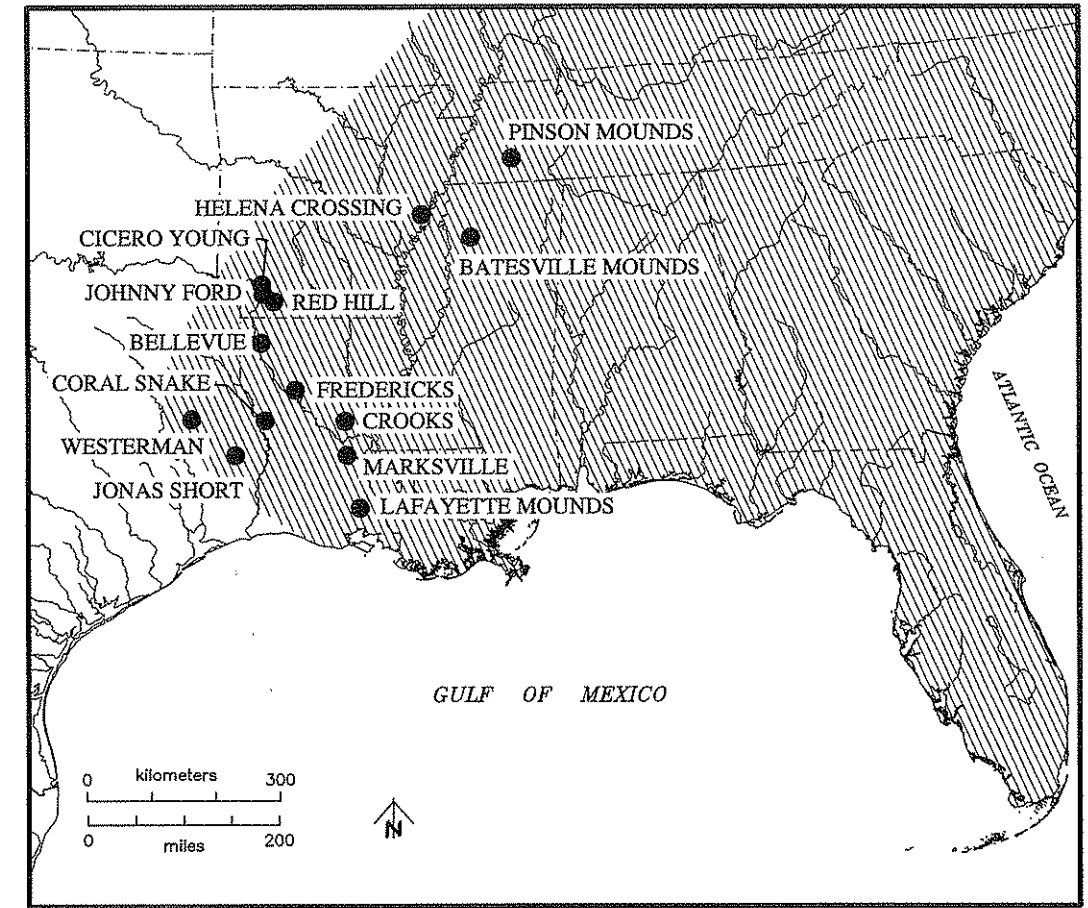 PINSON MOUNDS
HELENA CROSSING
CICERO YOUNG
BATESVILLE MOUNDS
JOHNNY FORD
RED HILL
BELLEVUE
CORAL SNAKE
FREDERICKS
CROOKS
WESTERMAN
MARKSVILLE
JONAS SHORT
LAFAYETTE MOUNDS
ATLANTIC OCEAN
GULF OF MEXICO
0 kilometers 300
0 miles 200
N